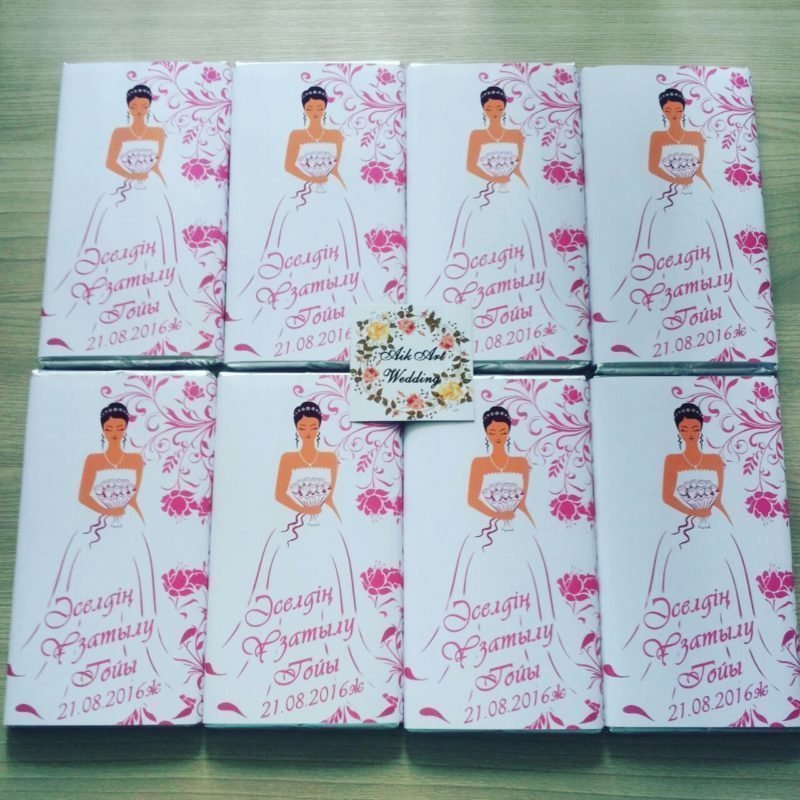 Әселдің
Ұзатылу
Тойы
21.08.2016ж
Әселдің
Ұзатылу
Тойы
21.08.2016ж
Әселдің
Ұзатылу
Тойы
21.08.2016ж
Әселдің
Ұзатылу
Тойы
21.08.2016ж
Aik Art
Wedding
Әселдің
Ұзатылу
Тойы
21.08.2016ж
Әселдің
Ұзатылу
Тойы
21.08.2016ж
Әселдің
Ұзатылу
Тойы
21.08.2016ж
Әселдің
Ұзатылу
Тойы
21.08.2016ж